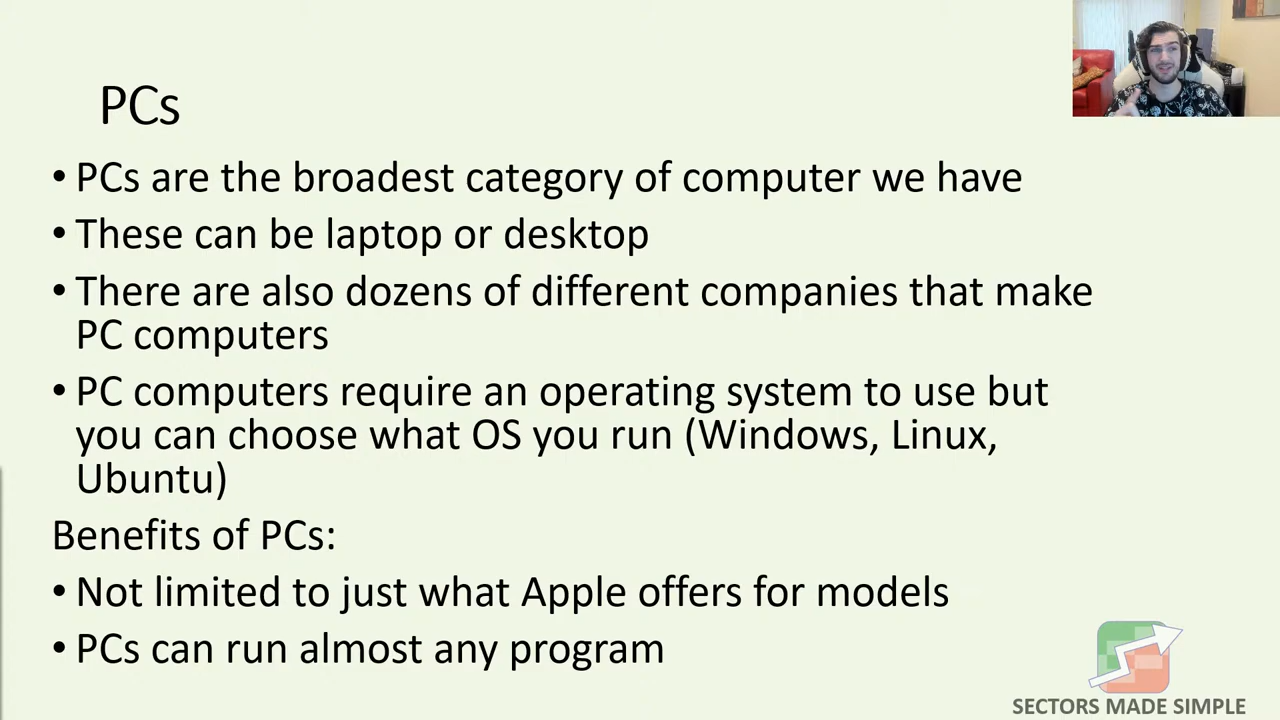 PCs
• PCs are the broadest category of computer we have
• These can be laptop or desktop
• There are also dozens of different companies that make
PC computers
• PC computers require an operating system to use but
you can choose what OS you run (Windows, Linux,
Ubuntu)
Benefits of PCs:
• Not limited to just what Apple offers for models
• PCs can run almost any program
SECTORS MADE SIMPLE